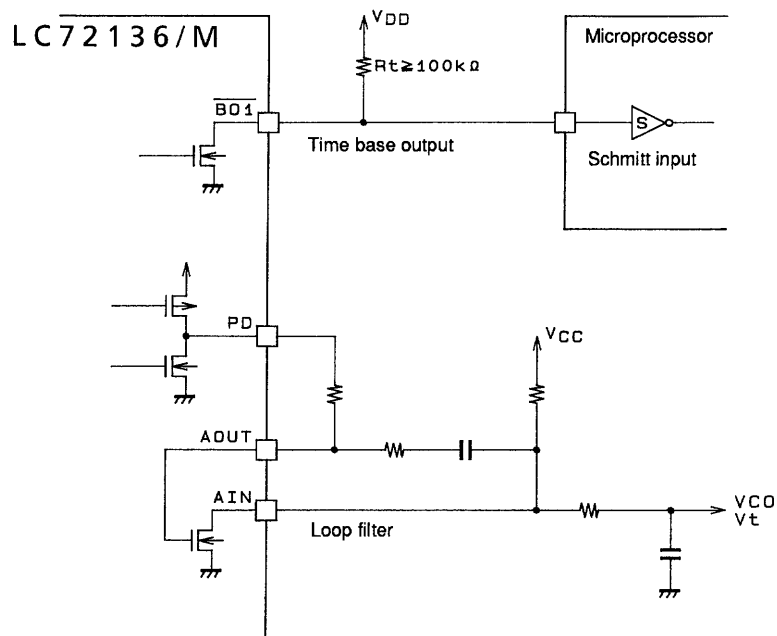 LC72136/M
VDD
Rt≥100kΩ
Microprocessor
BO1
S
Time base output
Schmitt input
PD
VCC
AOUT
AIN
Loop filter
VCO
Vt